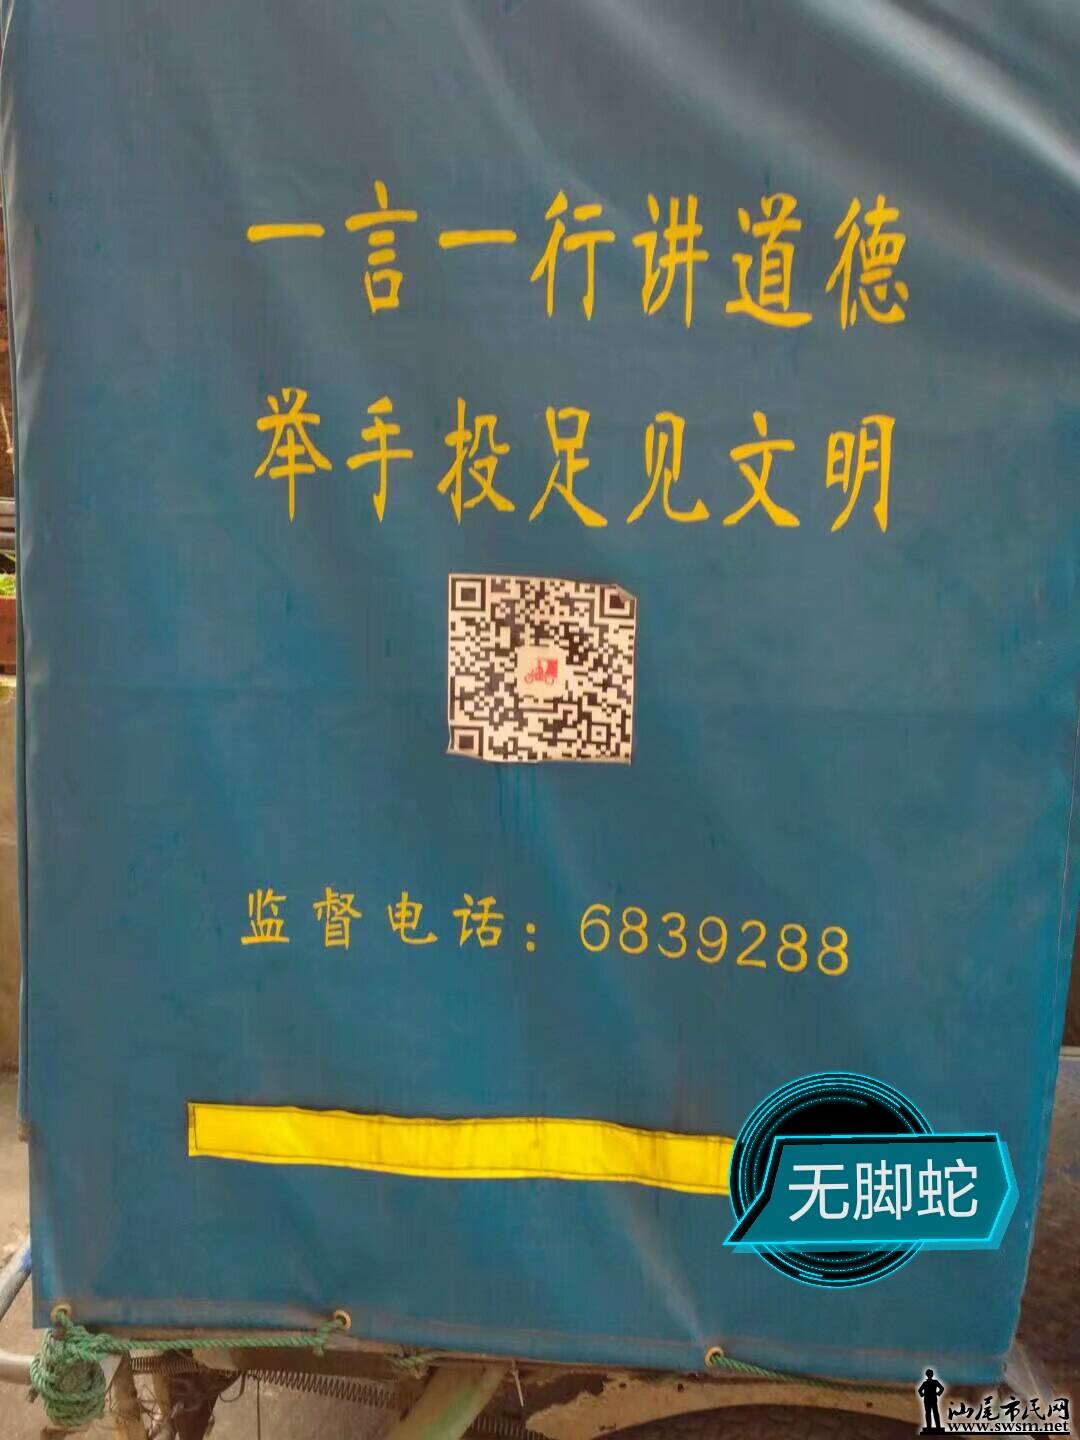 一言一行讲道德
举手投足见文明
监督电话：6839288
无脚蛇
汕尾市民网
www.swsm.net